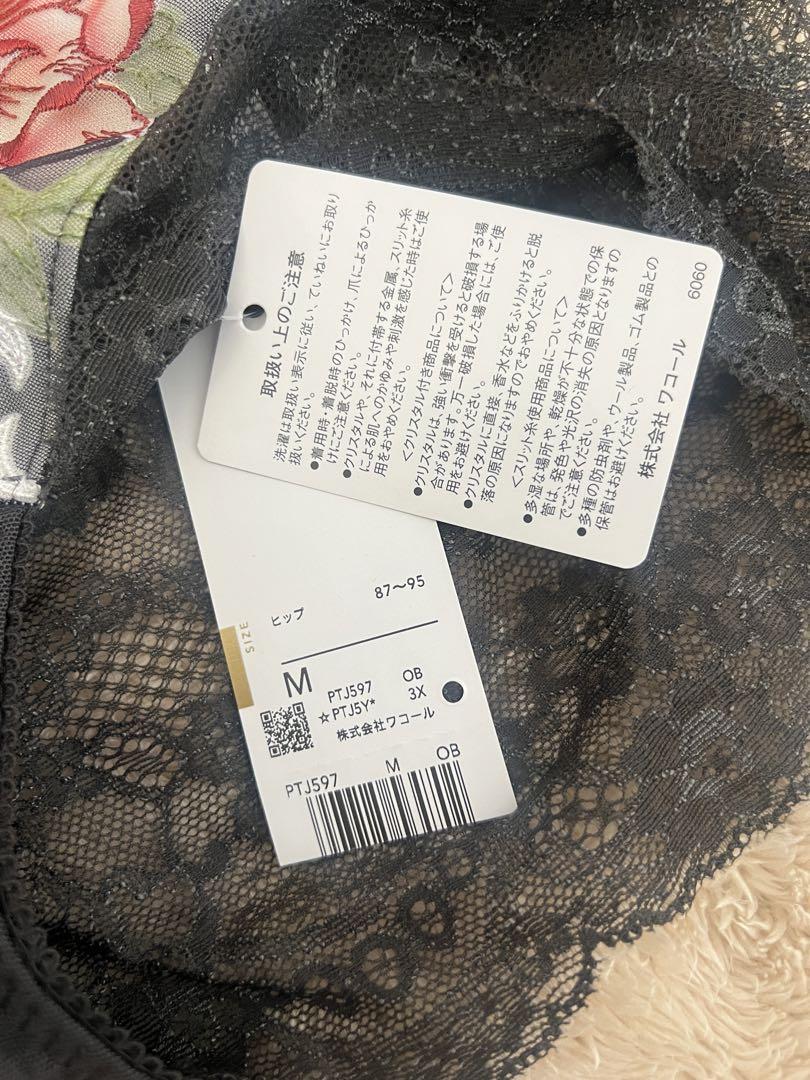 取扱い上のご注意
洗濯は取扱い表示に従い、ていねいにお取り
扱いください。
●着用時・着脱時のひっかけ、爪によるひっか
けにご注意ください。
●クリスタルや、それに付帯する金属、スリット糸
による肌へのかゆみや刺激を感じた時はご使
用をおやめください。
＜クリスタル付き商品について＞
●クリスタルは、強い衝撃を受けると破損する場
合があります。万一破損した場合には、ご使
用をお避けください。
●クリスタルに直接、香水などをふりかけると脱
落の原因になりますのでおやめください。
＜スリット糸使用商品について＞
●多湿な場所や、乾燥が不十分な状態での保
管は、発色や光沢の消失の原因となりますの
でご注意ください。
●多種の防虫剤や、ウール製品、ゴム製品との
保管はお避けください。
株式会社 ワコール
6060
SIZE
ヒップ 87〜95
M PTJ597 OB
☆PTJ5Y* 3X
株式会社ワコール
PTJ597 M OB